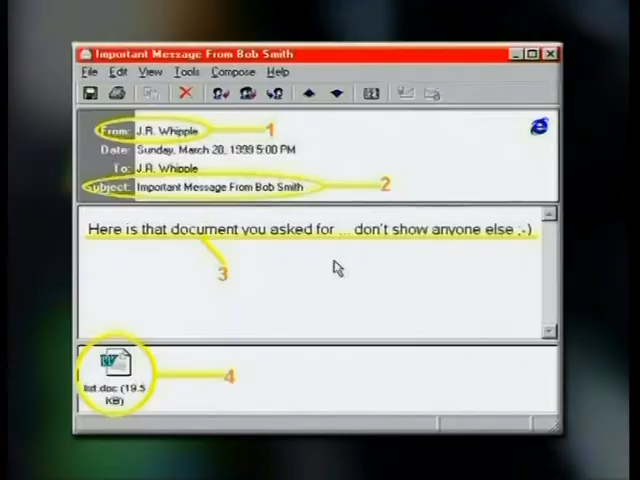 Important Message From Bob Smith
File Edit View Tools Compose Help
From: J.R. Whipple 1
Date: Sunday, March 20, 1999 5:00 PM
To: J.R. Whipple
Subject: Important Message From Bob Smith 2
Here is that document you asked for ... don't show anyone else ;-)
3
list.doc (19.5
KB)
4